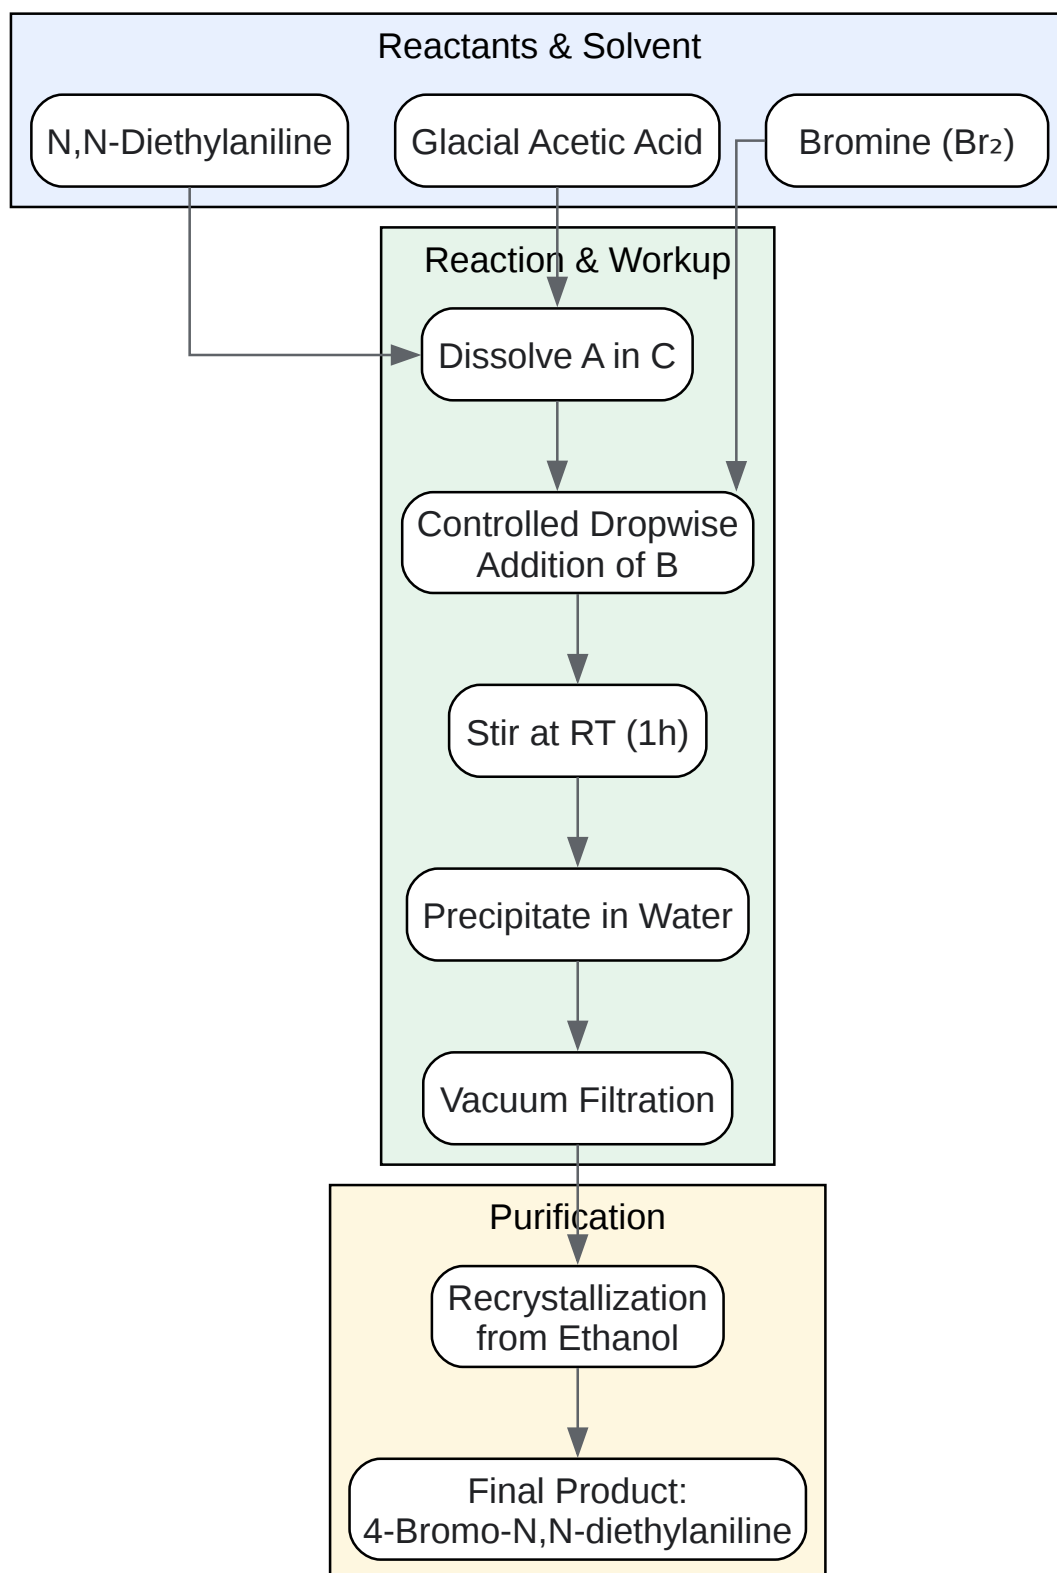 Reactants & Solvent
N,N-Diethylaniline
Glacial Acetic Acid
Bromine (Br₂)
Reaction & Workup
Dissolve A in C
Controlled Dropwise
Addition of B
Stir at RT (1h)
Precipitate in Water
Vacuum Filtration
Purification
Recrystallization
from Ethanol
Final Product:
4-Bromo-N,N-diethylaniline